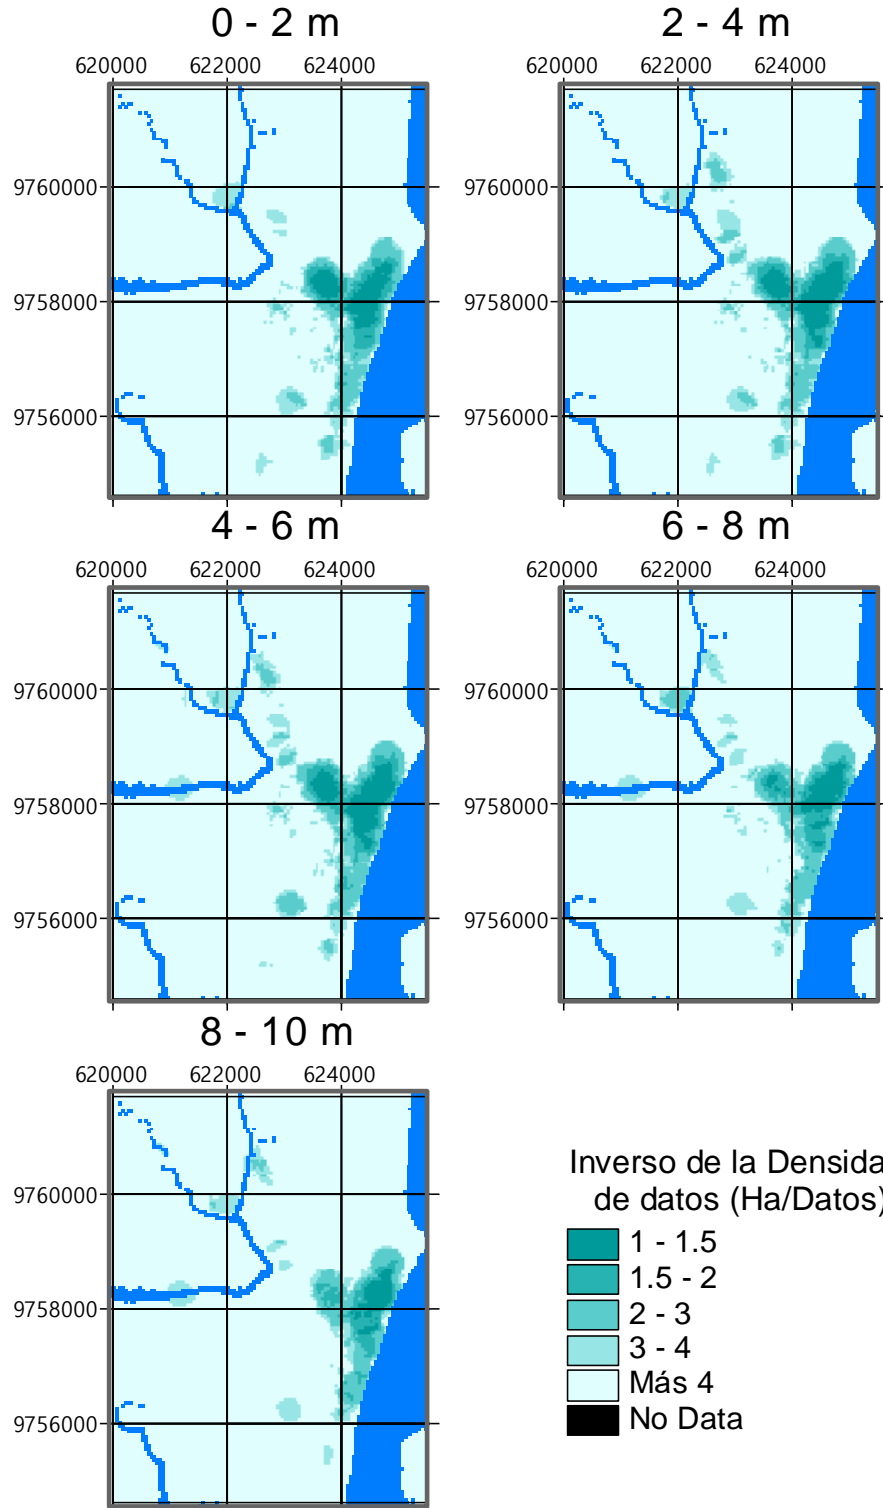 0 - 2 m
620000 622000 624000
9760000
9758000
9756000
2 - 4 m
620000 622000 624000
9760000
9758000
9756000
4 - 6 m
620000 622000 624000
9760000
9758000
9756000
6 - 8 m
620000 622000 624000
9760000
9758000
9756000
8 - 10 m
620000 622000 624000
9760000
9758000
9756000
Inverso de la Densida
de datos (Ha/Datos)
1 - 1.5
1.5 - 2
2 - 3
3 - 4
Más 4
No Data